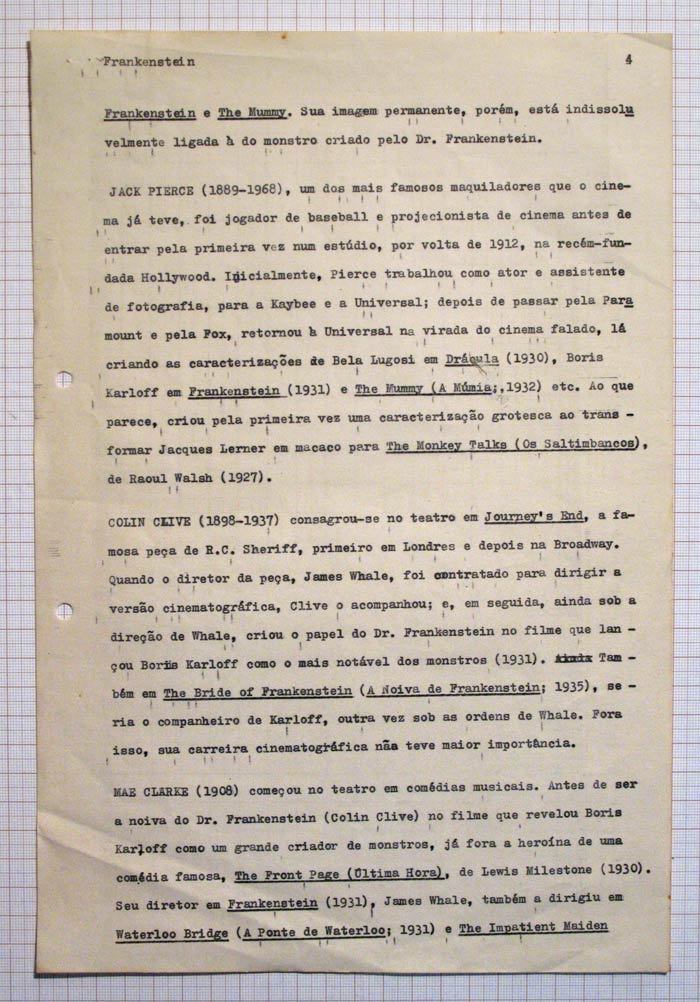 Frankenstein 4
Frankenstein e The Mummy. Sua imagem permanente, porém, está indissolu
velmente ligada à do monstro criado pelo Dr. Frankenstein.
JACK PIERCE (1889-1968), um dos mais famosos maquiladores que o cine-
ma já teve, foi jogador de baseball e projecionista de cinema antes de
entrar pela primeira vez num estúdio, por volta de 1912, na recém-fun-
dada Hollywood. Inicialmente, Pierce trabalhou como ator e assistente
de fotografia, para a Kaybee e a Universal; depois de passar pela Para
mount e pela Fox, retornou à Universal na virada do cinema falado, lá
criando as caracterizações de Bela Lugosi em Drácula (1930), Boris
Karloff em Frankenstein (1931) e The Mummy (A Múmia;,1932) etc. Ao que
parece, criou pela primeira vez uma caracterização grotesca ao trans -
formar Jacques Lerner em macaco para The Monkey Talks (Os Saltimbancos),
de Raoul Walsh (1927).
COLIN CLIVE (1898-1937) consagrou-se no teatro em Journey's End, a fa-
mosa peça de R.C. Sheriff, primeiro em Londres e depois na Broadway.
Quando o diretor da peça, James Whale, foi contratado para dirigir a
versão cinematográfica, Clive o acompanhou; e, em seguida, ainda sob a
direção de Whale, criou o papel do Dr. Frankenstein no filme que lan -
çou Boris Karloff como o mais notável dos monstros (1931). Tam -
bém em The Bride of Frankenstein (A Noiva de Frankenstein; 1935), se -
ria o companheiro de Karloff, outra vez sob as ordens de Whale. Fora
isso, sua carreira cinematográfica não teve maior importância.
MAE CLARKE (1908) começou no teatro em comédias musicais. Antes de ser
a noiva do Dr. Frankenstein (Colin Clive) no filme que revelou Boris
Karloff como um grande criador de monstros, já fora a heroína de uma
comédia famosa, The Front Page (Última Hora), de Lewis Milestone (1930).
Seu diretor em Frankenstein (1931), James Whale, também a dirigiu em
Waterloo Bridge (A Ponte de Waterloo; 1931) e The Impatient Maiden